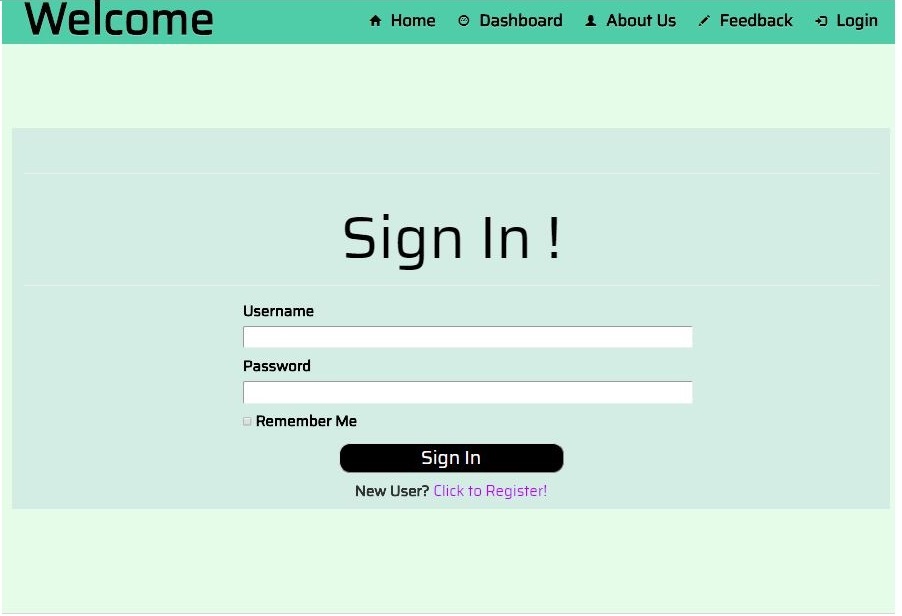 Welcome Home Dashboard About Us Feedback Login
Sign In !
Username
Password
Remember Me
Sign In
New User? Click to Register!